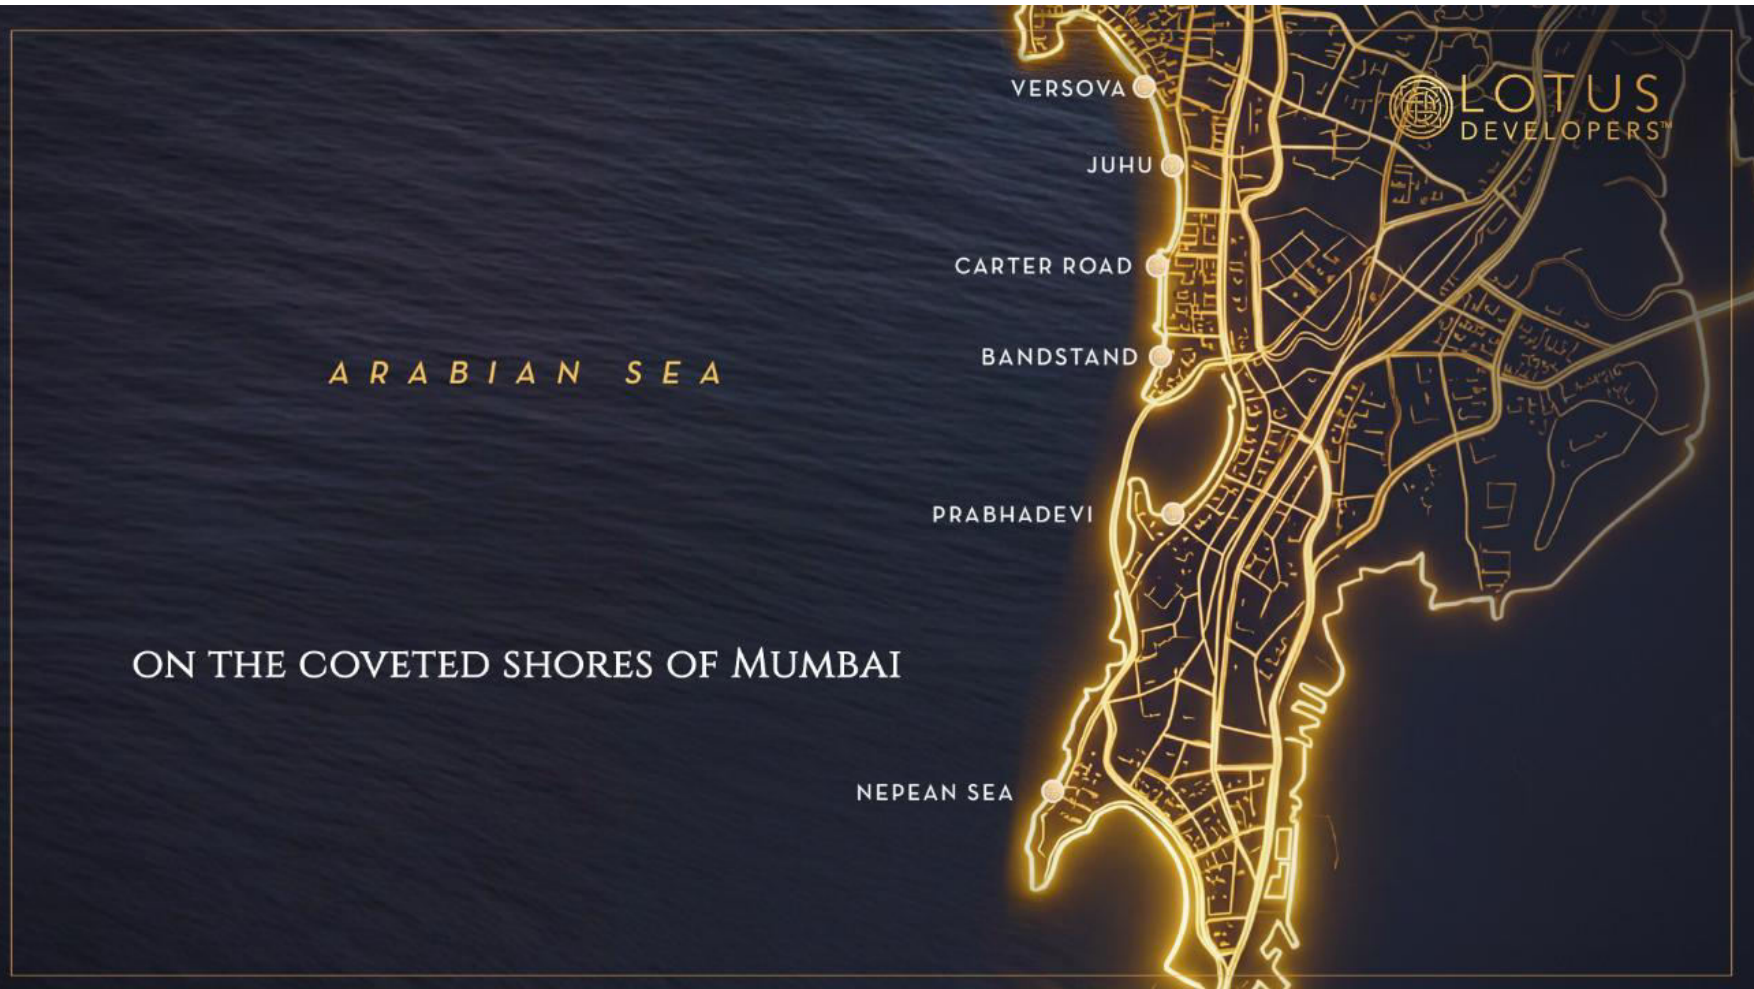 VERSOVA
LOTUS
DEVELOPERS™
JUHU
CARTER ROAD
BANDSTAND
ARABIAN SEA
PRABHADEVI
ON THE COVETED SHORES OF MUMBAI
NEPEAN SEA